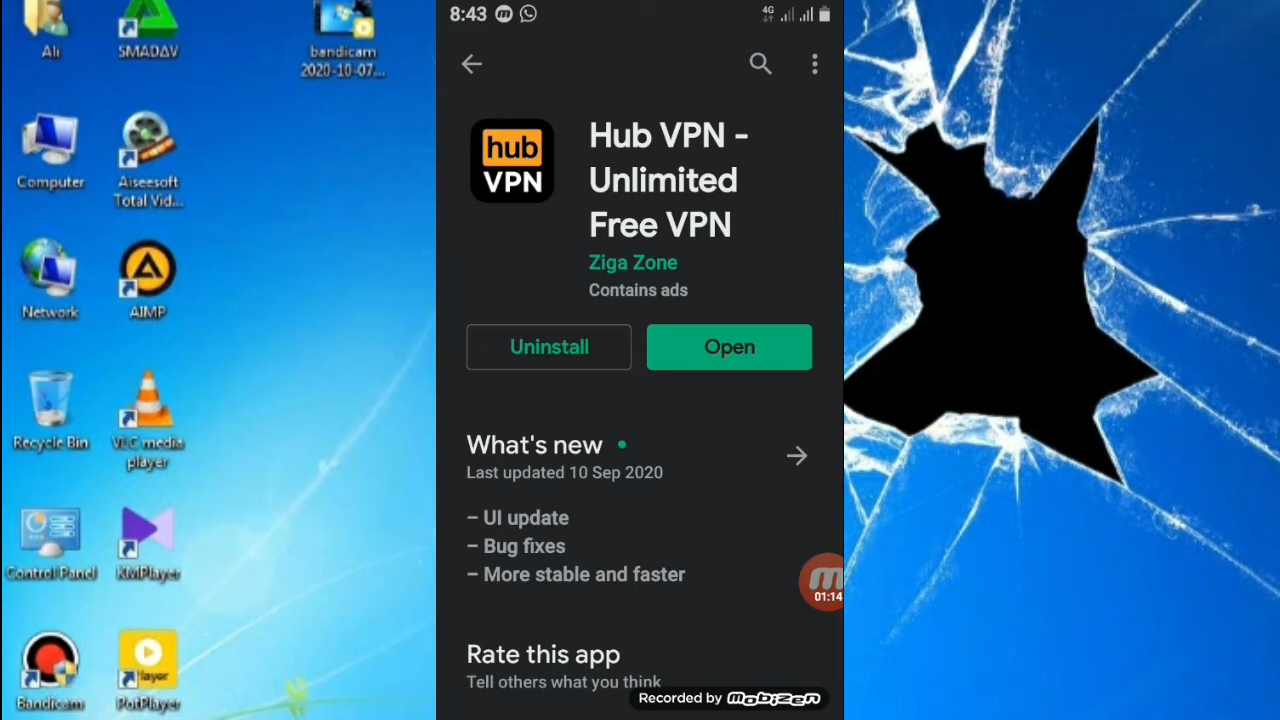 Ali
SMADΔV
bandicam
2020-10-07...
Computer
Aiseesoft
Total Vid...
Network
AIMP
Recycle Bin
VLC media
player
Control Panel
KMPlayer
Bandicam
layer
PotPlayer
8:43
4G
hub
VPN
Hub VPN -
Unlimited
Free VPN
Ziga Zone
Contains ads
Uninstall
Open
What's new
Last updated 10 Sep 2020
– UI update
– Bug fixes
– More stable and faster
01:14
Rate this app
Tell others what you think
Recorded by mobizen